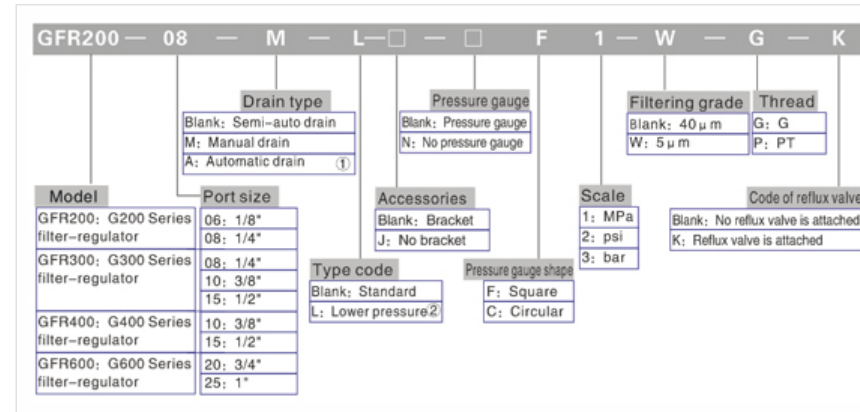 GFR200 — 08 — M — L—□ — □ F 1 — W — G — K
Drain type
Blank: Semi-auto drain
M: Manual drain
A: Automatic drain ①
Pressure gauge
Blank: Pressure gauge
N: No pressure gauge
Filtering grade
Blank: 40μm
W: 5μm
Thread
G: G
P: PT
Model
GFR200: G200 Series
filter-regulator
GFR300: G300 Series
filter-regulator
GFR400: G400 Series
filter-regulator
GFR600: G600 Series
filter-regulator
Port size
06: 1/8"
08: 1/4"
08: 1/4"
10: 3/8"
15: 1/2"
10: 3/8"
15: 1/2"
20: 3/4"
25: 1"
Accessories
Blank: Bracket
J: No bracket
Scale
1: MPa
2: psi
3: bar
Code of reflux valve
Blank: No reflux valve is attached
K: Reflux valve is attached
Type code
Blank: Standard
L: Lower pressure②
Pressure gauge shape
F: Square
C: Circular